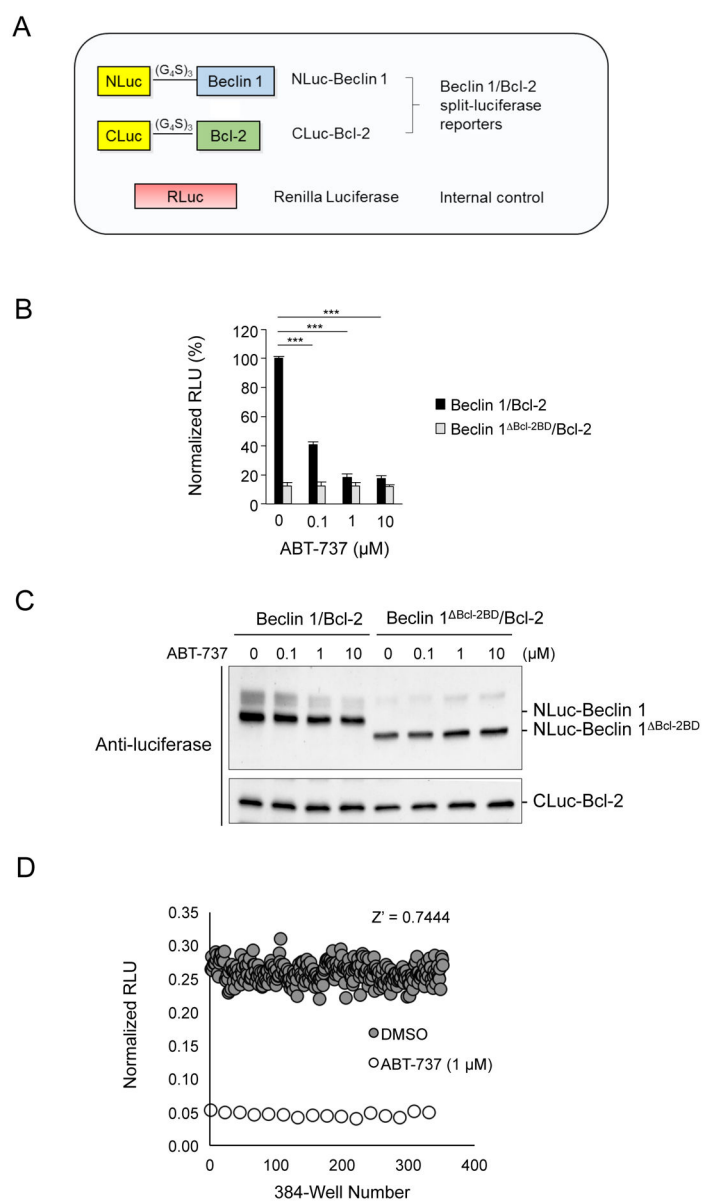 A
NLuc (G4S)3 Beclin 1 NLuc-Beclin 1
CLuc (G4S)3 Bcl-2 CLuc-Bcl-2
Beclin 1/Bcl-2
split-luciferase
reporters
RLuc Renilla Luciferase Internal control
B
Normalized RLU (%)
120
100
80
60
40
20
0
***
***
***
0 0.1 1 10
ABT-737 (µM)
Beclin 1/Bcl-2
Beclin 1ΔBcl-2BD/Bcl-2
C
Beclin 1/Bcl-2 Beclin 1ΔBcl-2BD/Bcl-2
ABT-737 0 0.1 1 10 0 0.1 1 10 (µM)
Anti-luciferase
NLuc-Beclin 1
NLuc-Beclin 1ΔBcl-2BD
CLuc-Bcl-2
D
Normalized RLU
0.35
0.30
0.25
0.20
0.15
0.10
0.05
0.00
Z' = 0.7444
DMSO
ABT-737 (1 µM)
0 100 200 300 400
384-Well Number